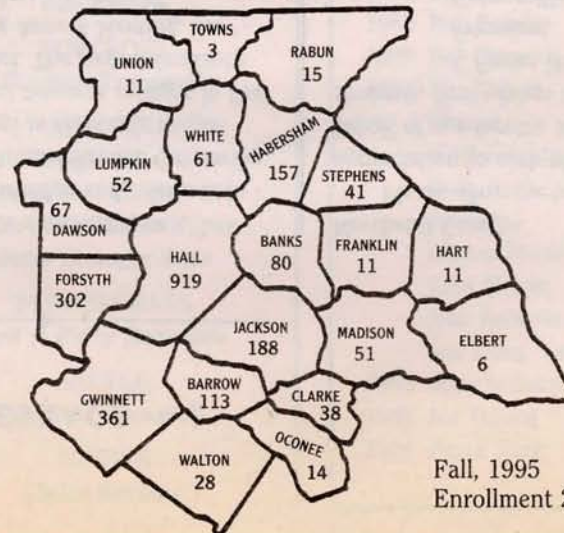 TOWNS
3
UNION
11
RABUN
15
WHITE
61
HABERSHAM
157
LUMPKIN
52
STEPHENS
41
67
DAWSON
HALL
919
BANKS
80
FRANKLIN
11
HART
11
FORSYTH
302
JACKSON
188
MADISON
51
ELBERT
6
GWINNETT
361
BARROW
113
CLARKE
38
OCONEE
14
WALTON
28
Fall, 1995
Enrollment